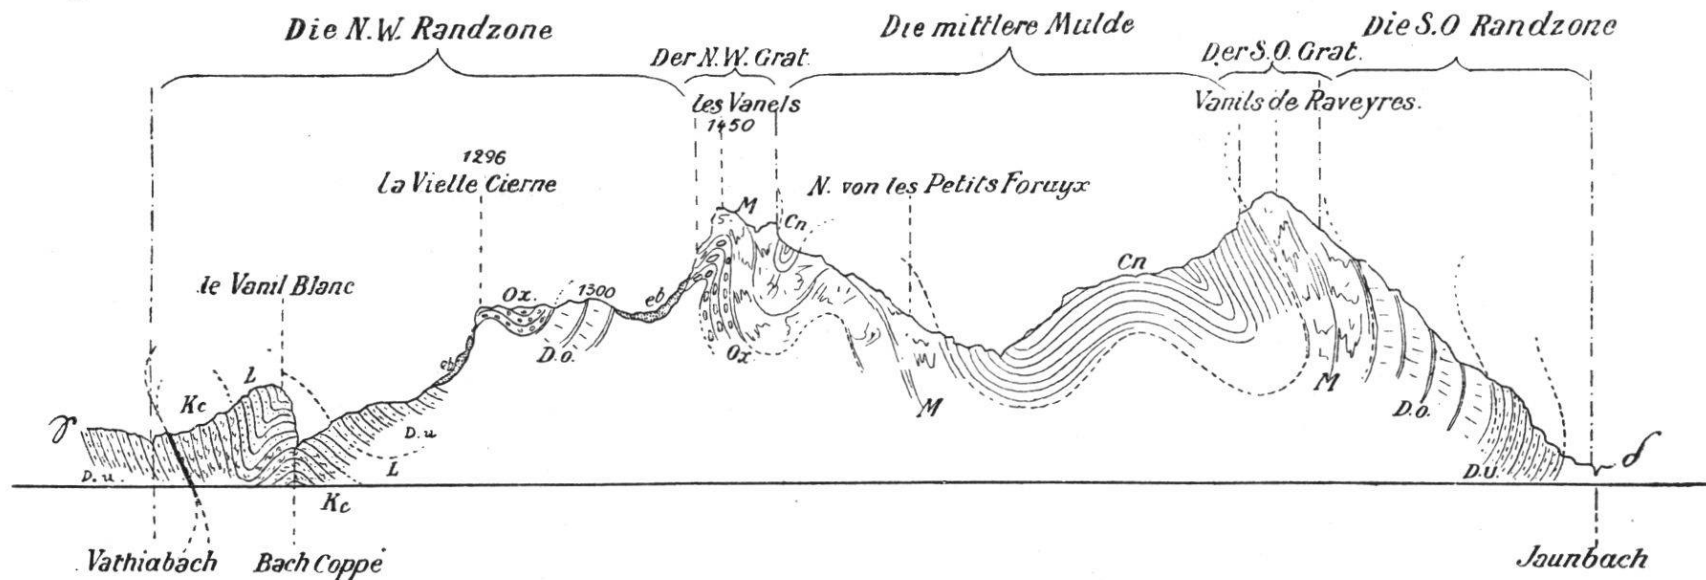 Die N.W. Randzone
Der N.W. Grat.
Die mittlere Mulde
Der S.O. Grat.
Die S.O Randzone
les Vanels
1450
Vanils de Raveyres.
1296
la Vielle Cierne
N. von les Petits Foruyx
le Vanil Blanc
M
S.
Cn.
Cn
Ox.
1300
eb
eb
D.o.
Ox
M
M
D.o.
L
Kc
γ
D.u
D.u.
L
Kc
D.U.
δ
Vathiabach
Bach Coppé
Jaunbach